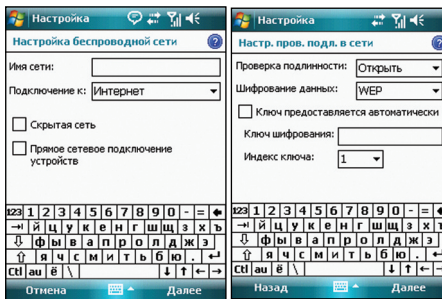 Настройка
Настройка беспроводной сети
Имя сети:
Подключение к: Интернет
Скрытая сеть
Прямое сетевое подключение
устройств
123 1 2 3 4 5 6 7 8 9 0 - =
й ц у к е н г ш щ з х ъ
ф ы в а п р о л д ж э
я ч с м и т ь б ю .
Ctl au ё \
Отмена Далее
Настройка
Настр. пров. подл. в сети
Проверка подлинности: Открыть
Шифрование данных: WEP
Ключ предоставляется автоматически
Ключ шифрования:
Индекс ключа: 1
123 1 2 3 4 5 6 7 8 9 0 - =
й ц у к е н г ш щ з х ъ
ф ы в а п р о л д ж э
я ч с м и т ь б ю .
Ctl au ё \
Назад Далее